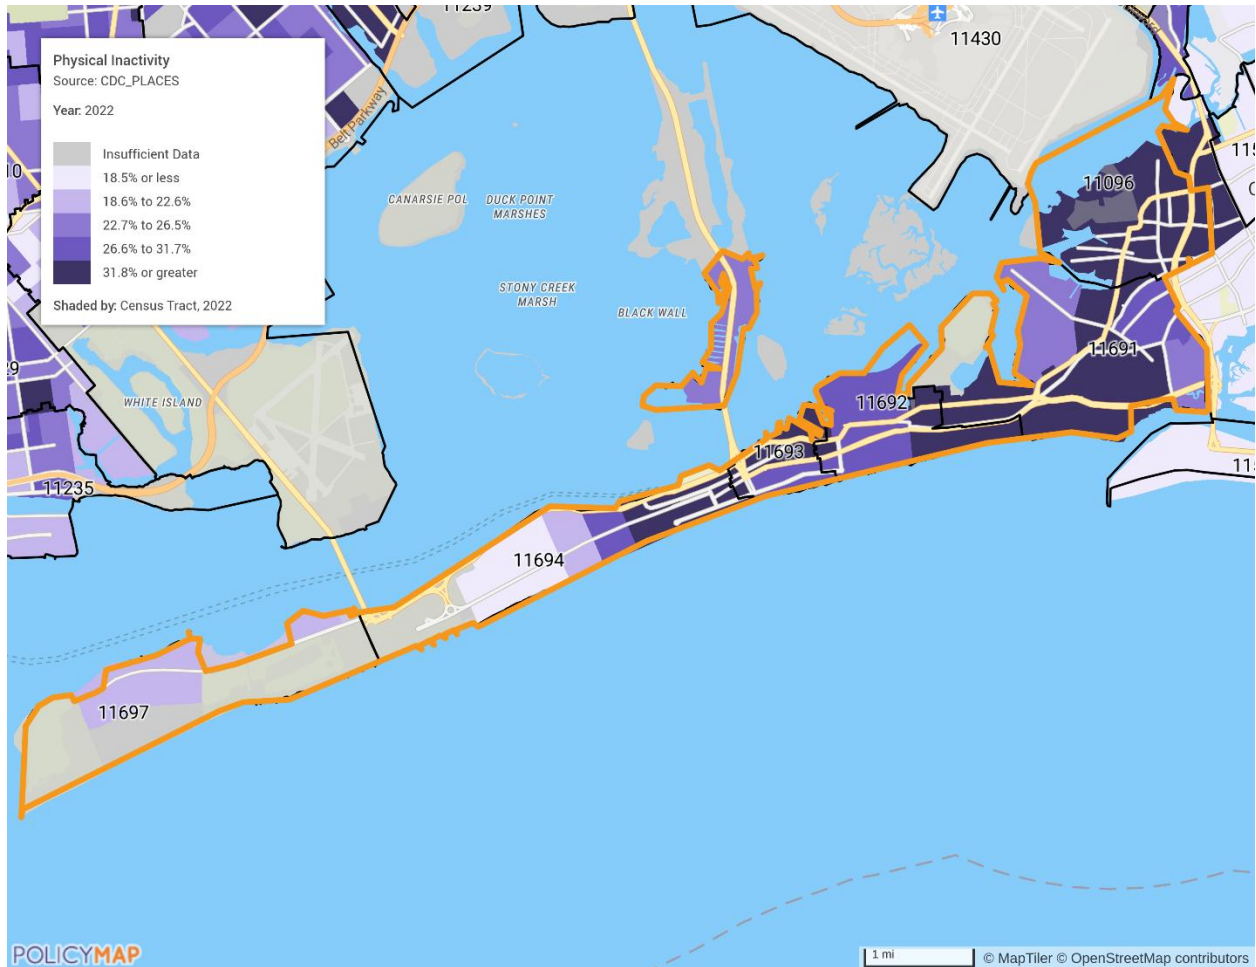 11239
11430
Physical Inactivity
Source: CDC_PLACES
Year: 2022
Insufficient Data
18.5% or less
18.6% to 22.6%
22.7% to 26.5%
26.6% to 31.7%
31.8% or greater
Shaded by: Census Tract, 2022
Belt Parkway
10
CANARSIE POL
DUCK POINT
MARSHES
11096
STONY CREEK
MARSH
BLACK WALL
11691
29
WHITE ISLAND
11692
11693
11235
11694
11697
POLICYMAP
1 mi
© MapTiler © OpenStreetMap contributors